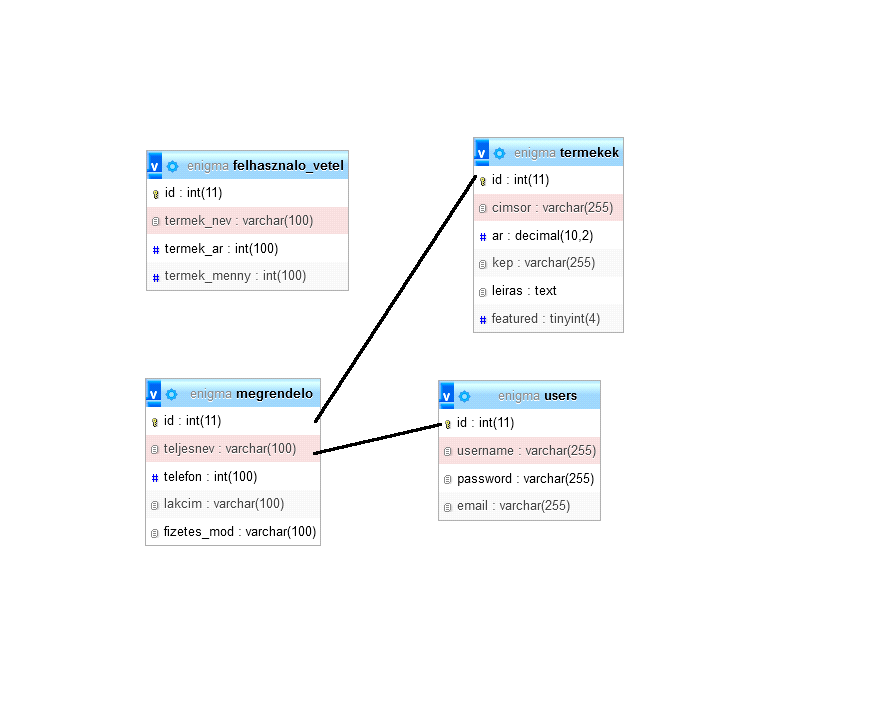 v enigma felhasznalo_vetel
id : int(11)
termek_nev : varchar(100)
# termek_ar : int(100)
# termek_menny : int(100)
v enigma termekek
id : int(11)
cimsor : varchar(255)
# ar : decimal(10,2)
kep : varchar(255)
leiras : text
# featured : tinyint(4)
v enigma megrendelo
id : int(11)
teljesnev : varchar(100)
# telefon : int(100)
lakcim : varchar(100)
fizetes_mod : varchar(100)
v enigma users
id : int(11)
username : varchar(255)
password : varchar(255)
email : varchar(255)